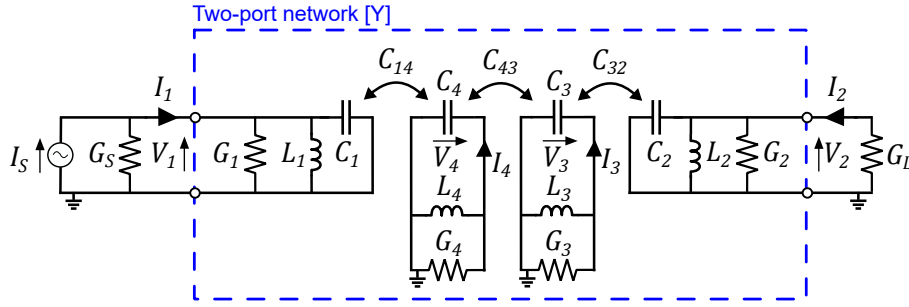 Two-port network [Y]
C14 C43 C32
I1 C4 C3 I2
IS GS V1 G1 L1 C1 V4 I4 V3 I3 C2 L2 G2 V2 GL
L4 L3
G4 G3